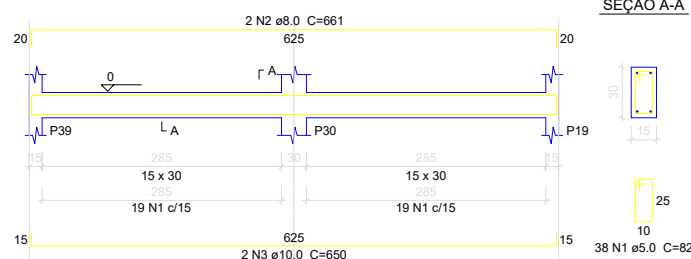 SEÇÃO A-A
2 N2 ø8.0 C=661
20 625 20
0
A
A
P39 P30 P19
30
15
15 285 30 285 15
15 x 30 15 x 30
285 285
19 N1 c/15 19 N1 c/15
25
10
38 N1 ø5.0 C=82
15 625 15
2 N3 ø10.0 C=650